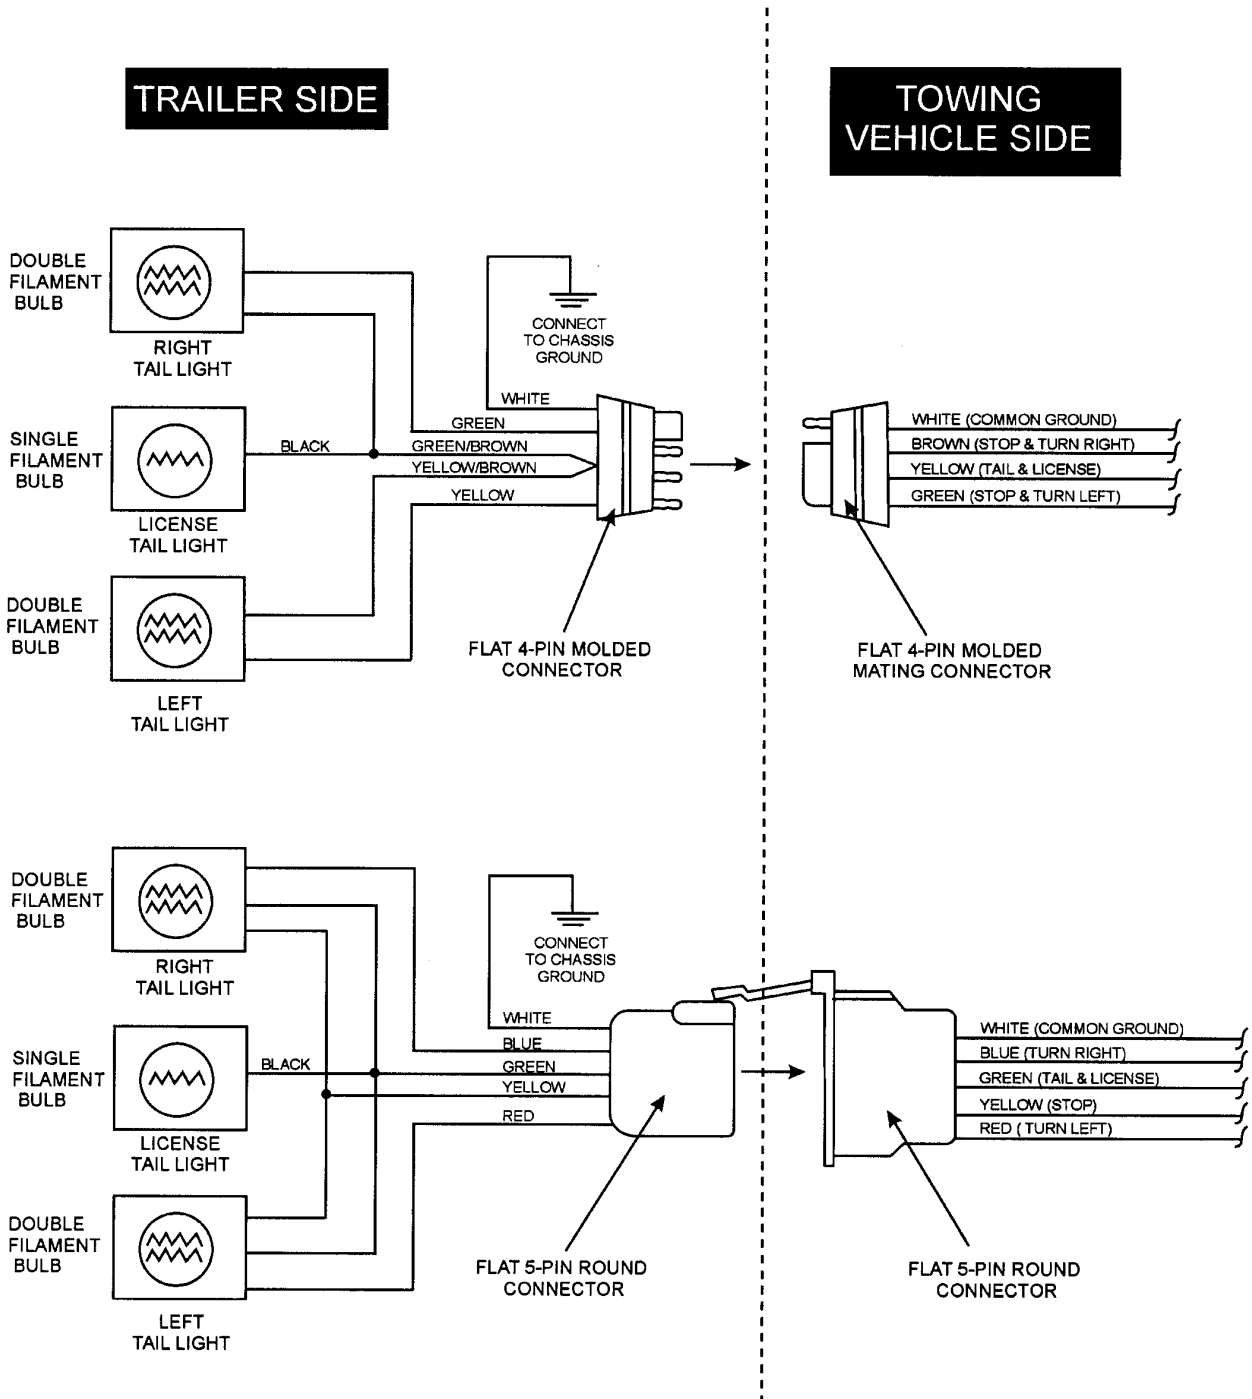 TRAILER SIDE
TOWING
VEHICLE SIDE
DOUBLE
FILAMENT
BULB
RIGHT
TAIL LIGHT
CONNECT
TO CHASSIS
GROUND
SINGLE
FILAMENT
BULB
BLACK
LICENSE
TAIL LIGHT
WHITE
GREEN
GREEN/BROWN
YELLOW/BROWN
YELLOW
WHITE (COMMON GROUND)
BROWN (STOP & TURN RIGHT)
YELLOW (TAIL & LICENSE)
GREEN (STOP & TURN LEFT)
DOUBLE
FILAMENT
BULB
LEFT
TAIL LIGHT
FLAT 4-PIN MOLDED
CONNECTOR
FLAT 4-PIN MOLDED
MATING CONNECTOR
DOUBLE
FILAMENT
BULB
RIGHT
TAIL LIGHT
CONNECT
TO CHASSIS
GROUND
SINGLE
FILAMENT
BULB
BLACK
LICENSE
TAIL LIGHT
WHITE
BLUE
GREEN
YELLOW
RED
WHITE (COMMON GROUND)
BLUE (TURN RIGHT)
GREEN (TAIL & LICENSE)
YELLOW (STOP)
RED ( TURN LEFT)
DOUBLE
FILAMENT
BULB
LEFT
TAIL LIGHT
FLAT 5-PIN ROUND
CONNECTOR
FLAT 5-PIN ROUND
CONNECTOR